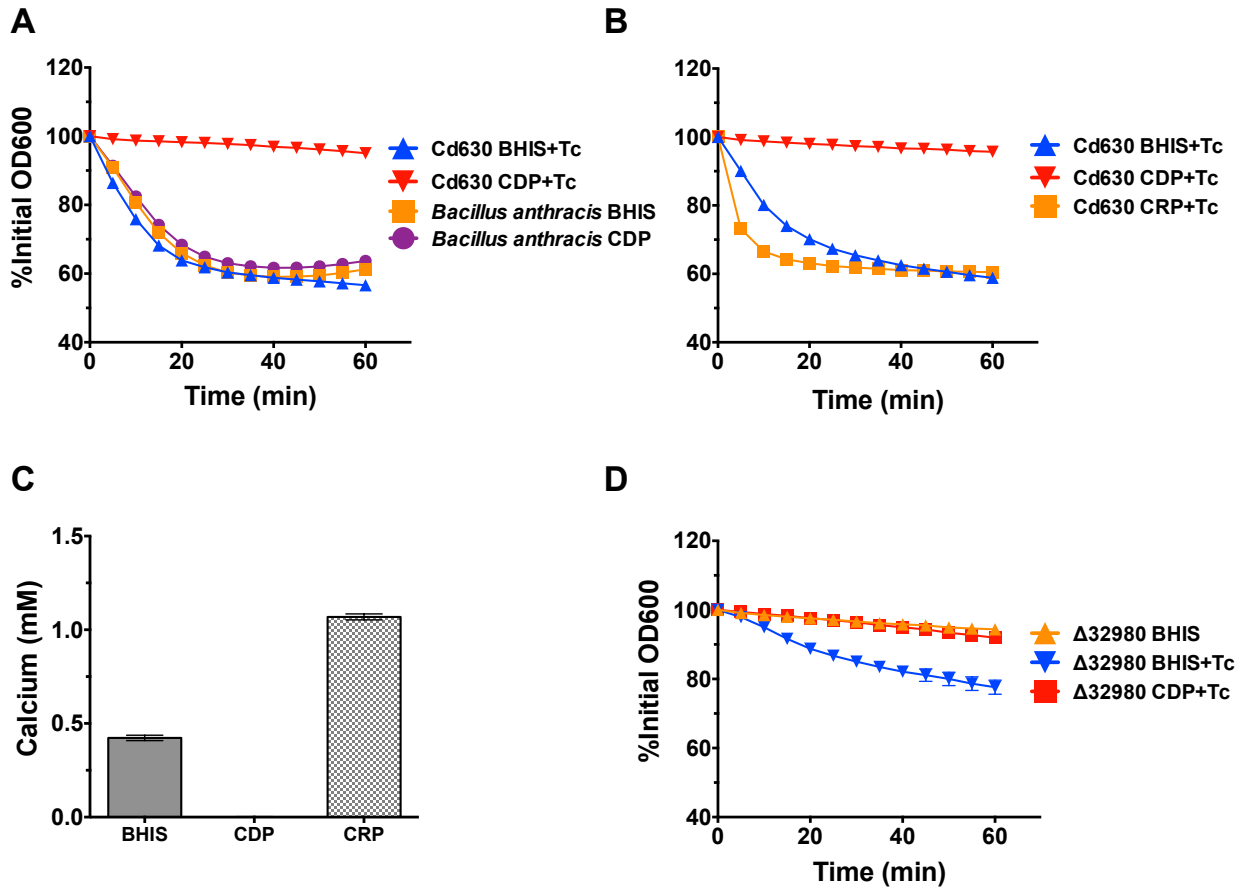 A
%Initial OD600
120
100
80
60
40
0
20
40
60
Time (min)
Cd630 BHIS+Tc
Cd630 CDP+Tc
Bacillus anthracis BHIS
Bacillus anthracis CDP
B
%Initial OD600
120
100
80
60
40
0
20
40
60
Time (min)
Cd630 BHIS+Tc
Cd630 CDP+Tc
Cd630 CRP+Tc
C
Calcium (mM)
1.5
1.0
0.5
0.0
BHIS
CDP
CRP
D
%Initial OD600
120
100
80
60
40
0
20
40
60
Time (min)
Δ32980 BHIS
Δ32980 BHIS+Tc
Δ32980 CDP+Tc